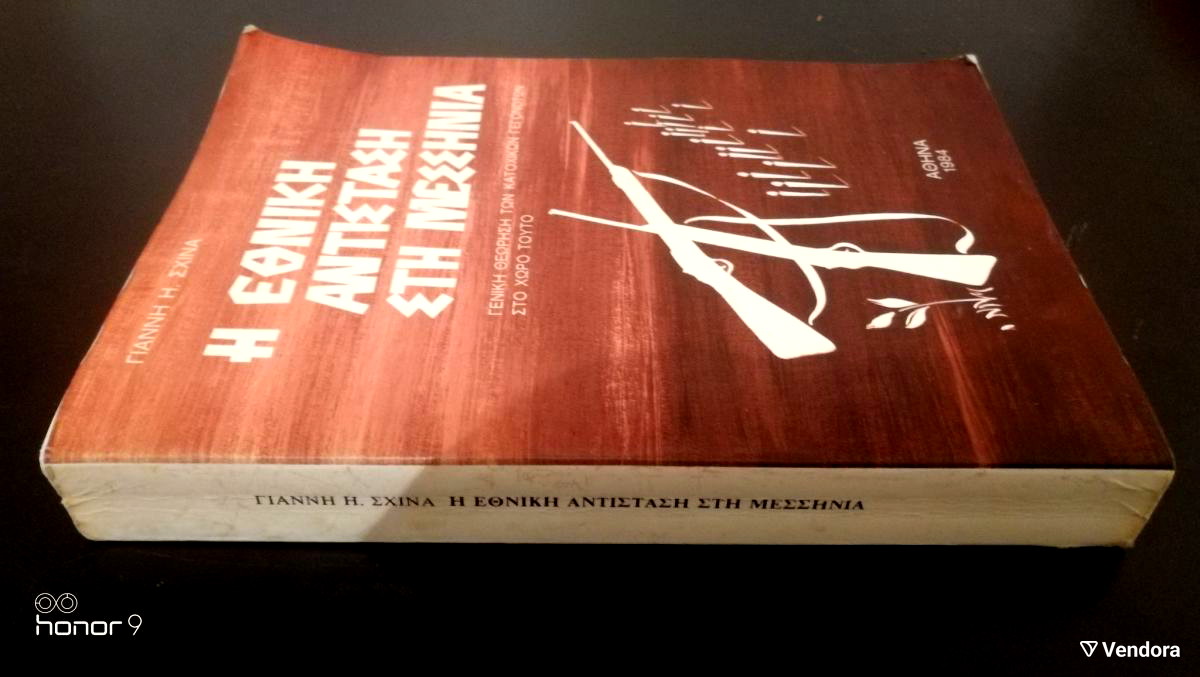 ΓΙΑΝΝΗ Η. ΣΧΙΝΑ
Η ΕΘΝΙΚΗ
ΑΝΤΙΣΤΑΣΗ
ΣΤΗ ΜΕΣΣΗΝΙΑ
ΓΕΝΙΚΗ ΘΕΩΡΗΣΗ ΤΩΝ ΚΑΤΟΧΙΚΩΝ ΓΕΓΟΝΟΤΩΝ
ΣΤΟ ΧΩΡΟ ΤΟΥΤΟ
ΑΘΗΝΑ
1984
ΓΙΑΝΝΗ Η. ΣΧΙΝΑ Η ΕΘΝΙΚΗ ΑΝΤΙΣΤΑΣΗ ΣΤΗ ΜΕΣΣΗΝΙΑ
honor 9
Vendora